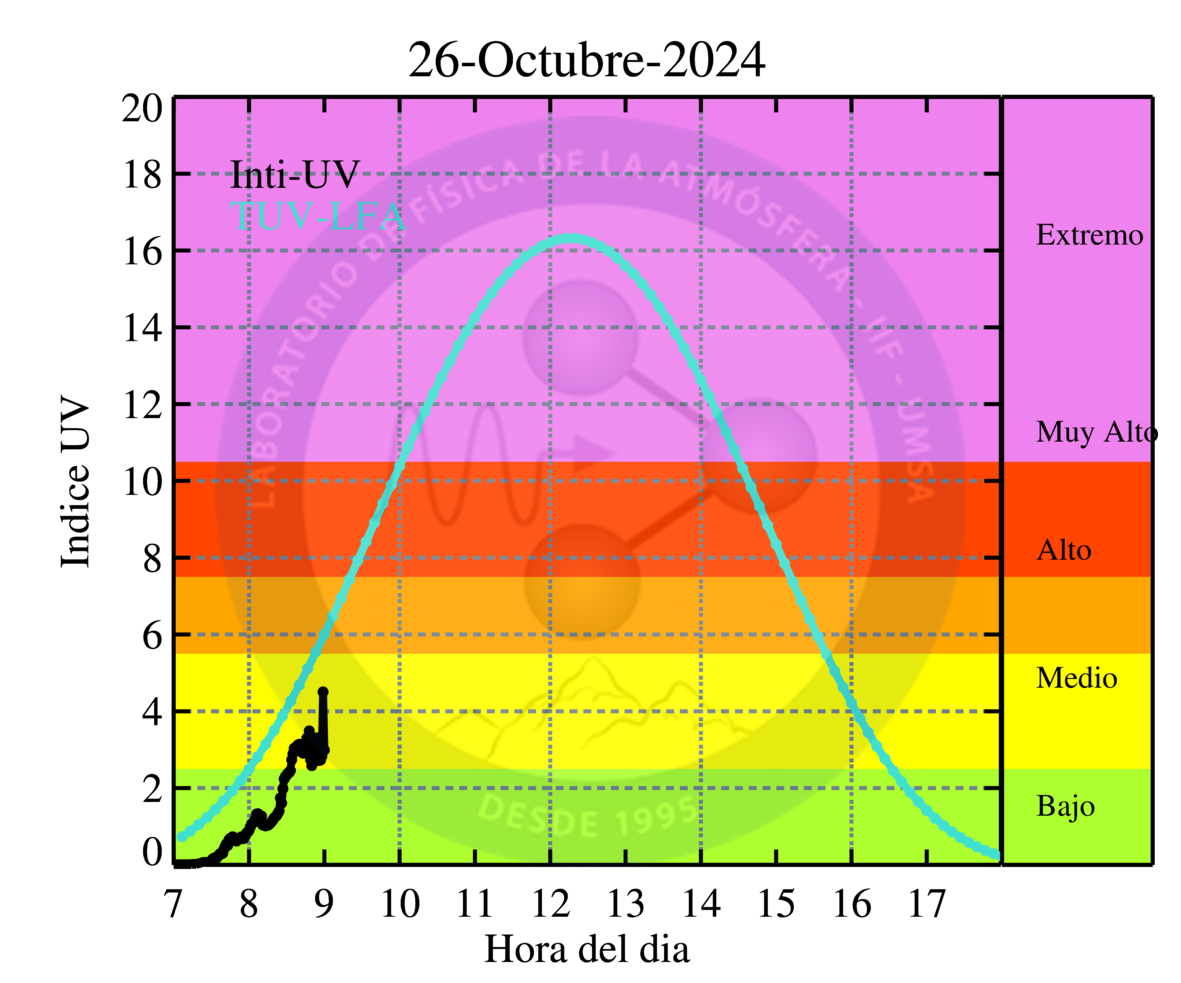 26-Octubre-2024
20
18
16
14
12
10
8
6
4
2
0
Indice UV
Inti-UV
TUV-LFA
LABORATORIO DE FÍSICA DE LA ATMÓSFERA - IIF - UMSA
DESDE 1995
Extremo
Muy Alto
Alto
Medio
Bajo
7 8 9 10 11 12 13 14 15 16 17
Hora del dia